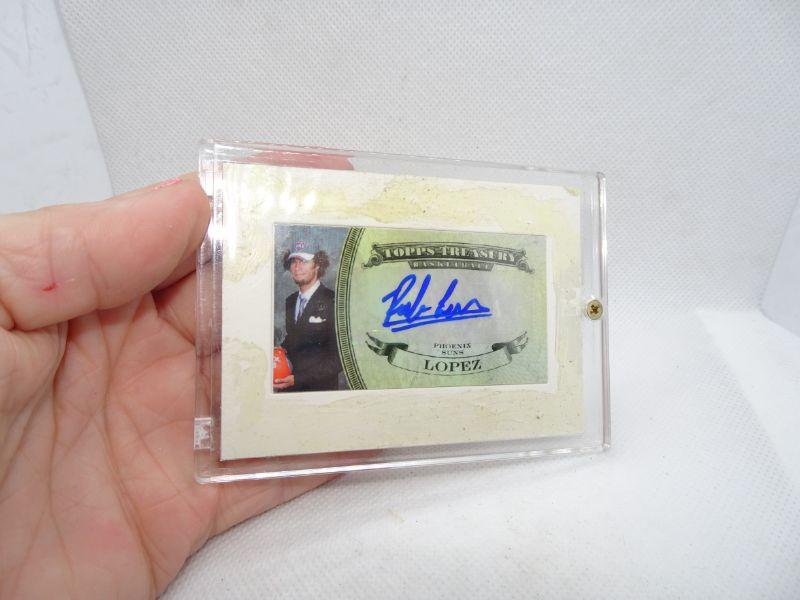 TOPPS TREASURY
BASKETBALL
PHOENIX
SUNS
LOPEZ